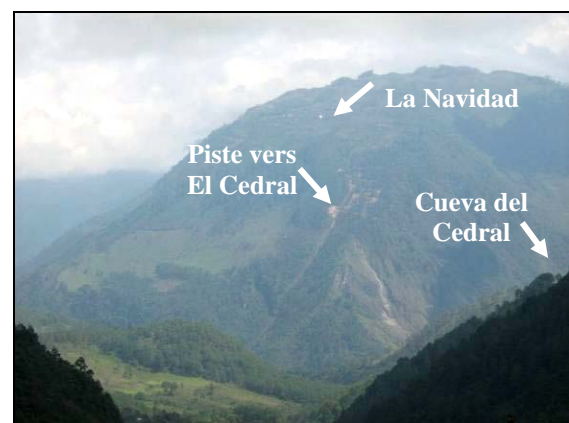 La Navidad
Piste vers
El Cedral
Cueva del
Cedral